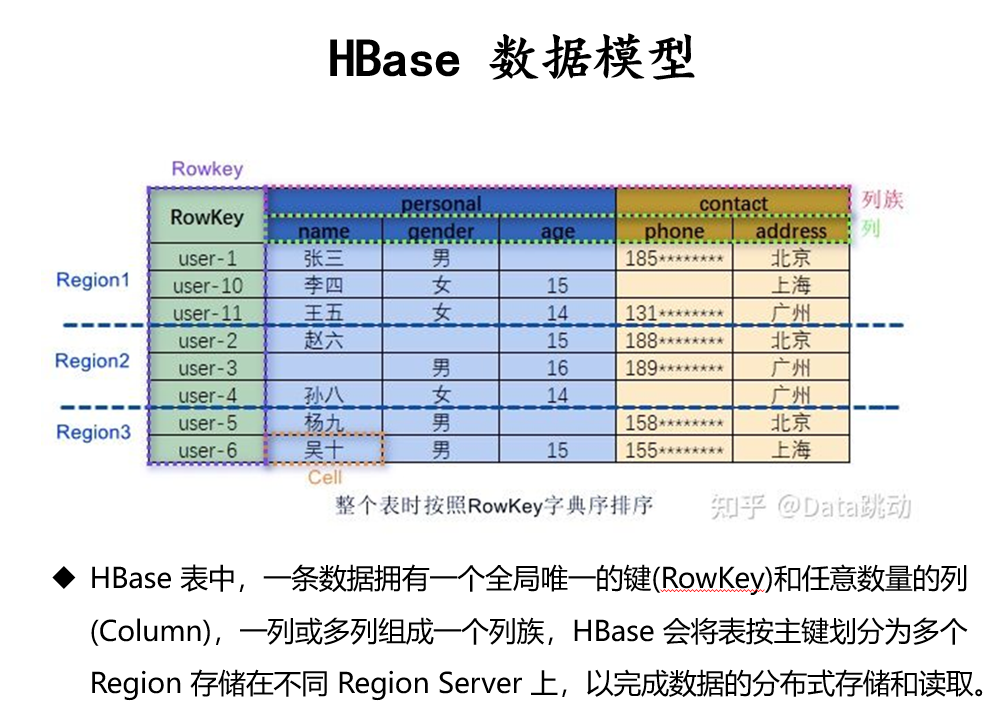 HBase 数据模型
Rowkey
RowKey personal contact 列族
name gender age phone address 列
user-1 张三 男 185******** 北京
Region1
user-10 李四 女 15 上海
user-11 王五 女 14 131******** 广州
user-2 赵六 15 188******** 北京
Region2
user-3 男 16 189******** 广州
user-4 孙八 女 14 广州
user-5 杨九 男 158******** 北京
Region3
user-6 吴十 男 15 155******** 上海
Cell
整个表时按照RowKey字典序排序
知乎 @Data跳动
◆ HBase 表中，一条数据拥有一个全局唯一的键(RowKey)和任意数量的列
(Column)，一列或多列组成一个列族，HBase 会将表按主键划分为多个
Region 存储在不同 Region Server 上，以完成数据的分布式存储和读取。